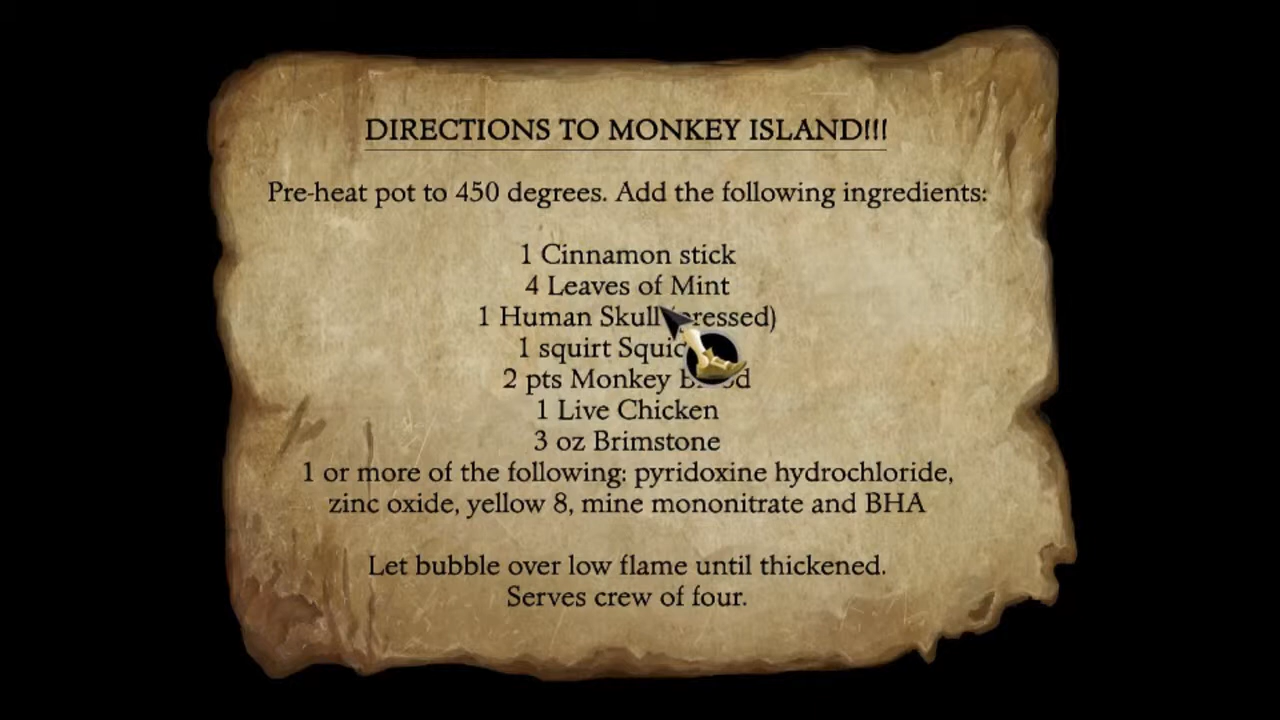 DIRECTIONS TO MONKEY ISLAND!!!
Pre-heat pot to 450 degrees. Add the following ingredients:
1 Cinnamon stick
4 Leaves of Mint
1 Human Skull (pressed)
1 squirt Squid
2 pts Monkey Blood
1 Live Chicken
3 oz Brimstone
1 or more of the following: pyridoxine hydrochloride,
zinc oxide, yellow 8, mine mononitrate and BHA
Let bubble over low flame until thickened.
Serves crew of four.